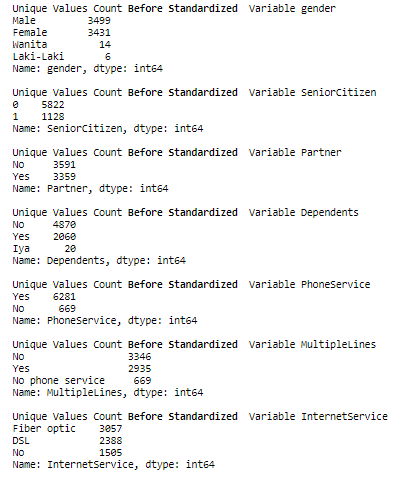 Unique Values Count Before Standardized Variable gender
Male 3499
Female 3431
Wanita 14
Laki-Laki 6
Name: gender, dtype: int64
Unique Values Count Before Standardized Variable SeniorCitizen
0 5822
1 1128
Name: SeniorCitizen, dtype: int64
Unique Values Count Before Standardized Variable Partner
No 3591
Yes 3359
Name: Partner, dtype: int64
Unique Values Count Before Standardized Variable Dependents
No 4870
Yes 2060
Iya 20
Name: Dependents, dtype: int64
Unique Values Count Before Standardized Variable PhoneService
Yes 6281
No 669
Name: PhoneService, dtype: int64
Unique Values Count Before Standardized Variable MultipleLines
No 3346
Yes 2935
No phone service 669
Name: MultipleLines, dtype: int64
Unique Values Count Before Standardized Variable InternetService
Fiber optic 3057
DSL 2388
No 1505
Name: InternetService, dtype: int64